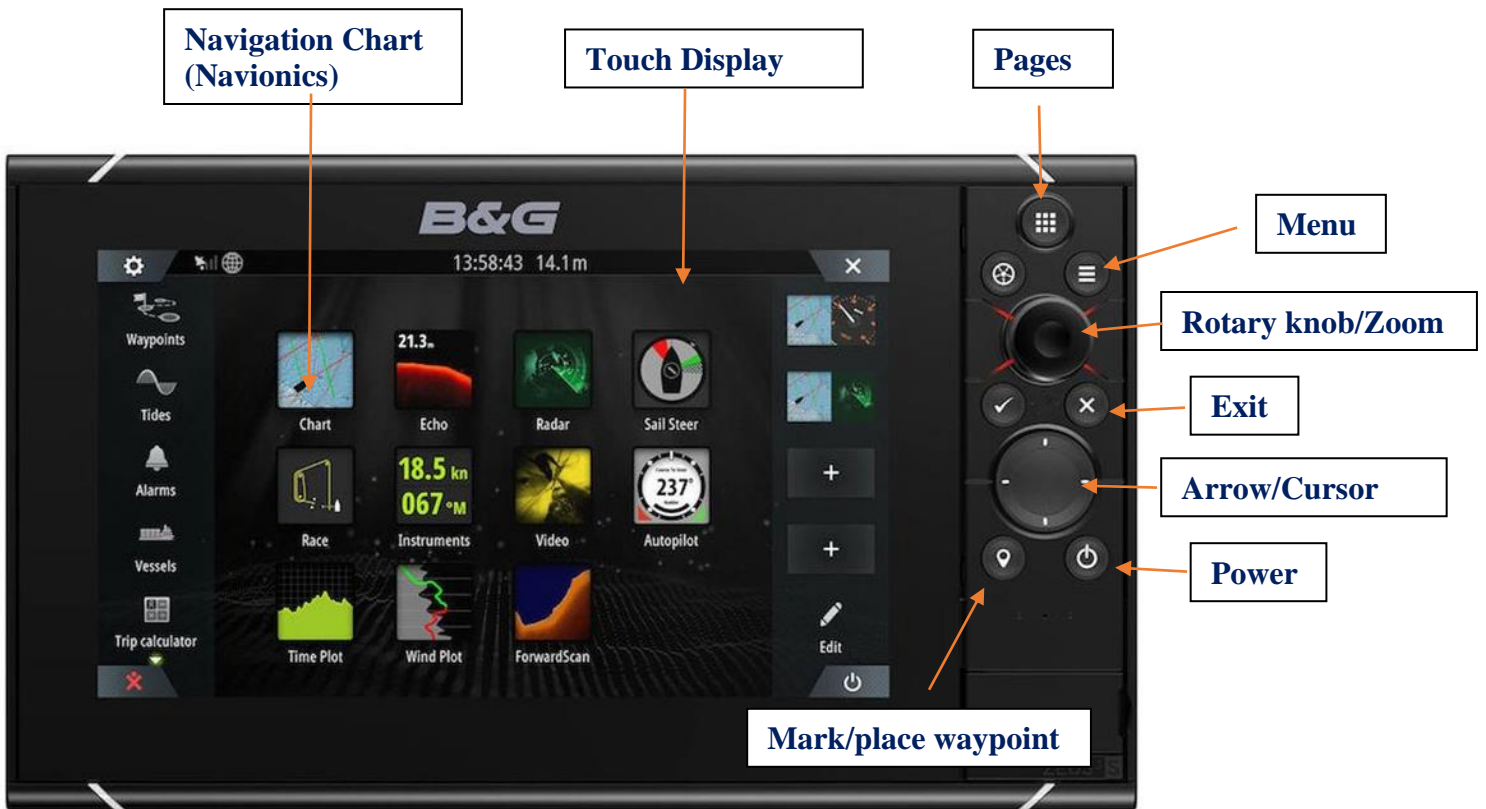 Navigation Chart
(Navionics)
Touch Display
Pages
B&G
13:58:43 14.1 m
Menu
Waypoints
21.3m
Rotary knob/Zoom
Tides
Chart
Echo
Radar
Sail Steer
Exit
Alarms
18.5 kn
067 °M
237°
Arrow/Cursor
Race
Instruments
Video
Autopilot
Vessels
Power
Trip calculator
Time Plot
Wind Plot
ForwardScan
Edit
Mark/place waypoint